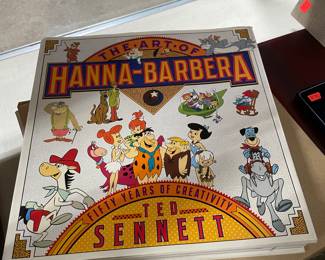 THE ART OF
HANNA-BARBERA
FIFTY YEARS OF CREATIVITY
TED
SENNETT